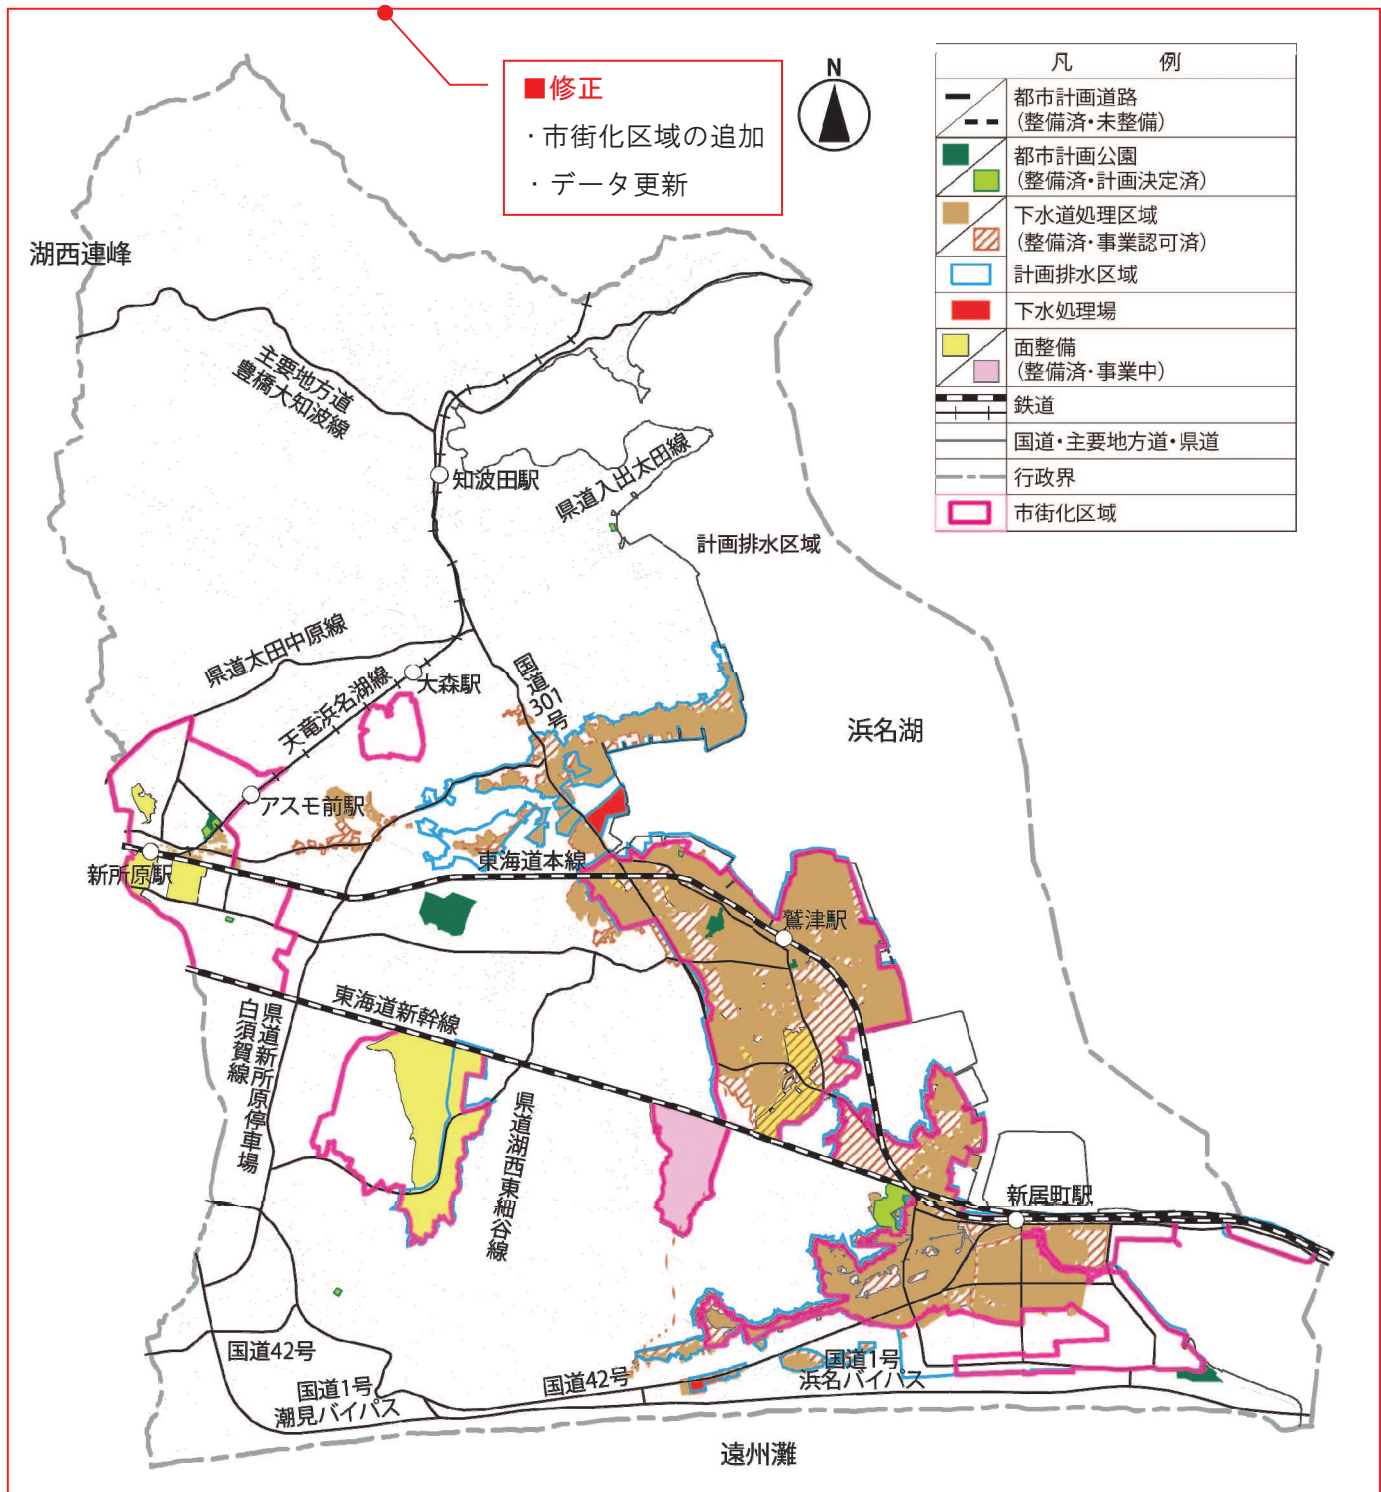 ■修正
・市街化区域の追加
・データ更新
N
凡 例
都市計画道路
(整備済・未整備)
都市計画公園
(整備済・計画決定済)
下水道処理区域
(整備済・事業認可済)
計画排水区域
下水処理場
面整備
(整備済・事業中)
鉄道
国道・主要地方道・県道
行政界
市街化区域
湖西連峰
主要地方道
豊橋大知波線
知波田駅
県道入出太田線
計画排水区域
県道太田中原線
大森駅
天竜浜名湖線
国道301号
浜名湖
アスモ前駅
東海道本線
新所原駅
鷲津駅
東海道新幹線
県道新所原停車場
白須賀線
県道湖西東細谷線
新居町駅
国道42号
国道1号
潮見バイパス
国道42号
国道1号
浜名バイパス
遠州灘